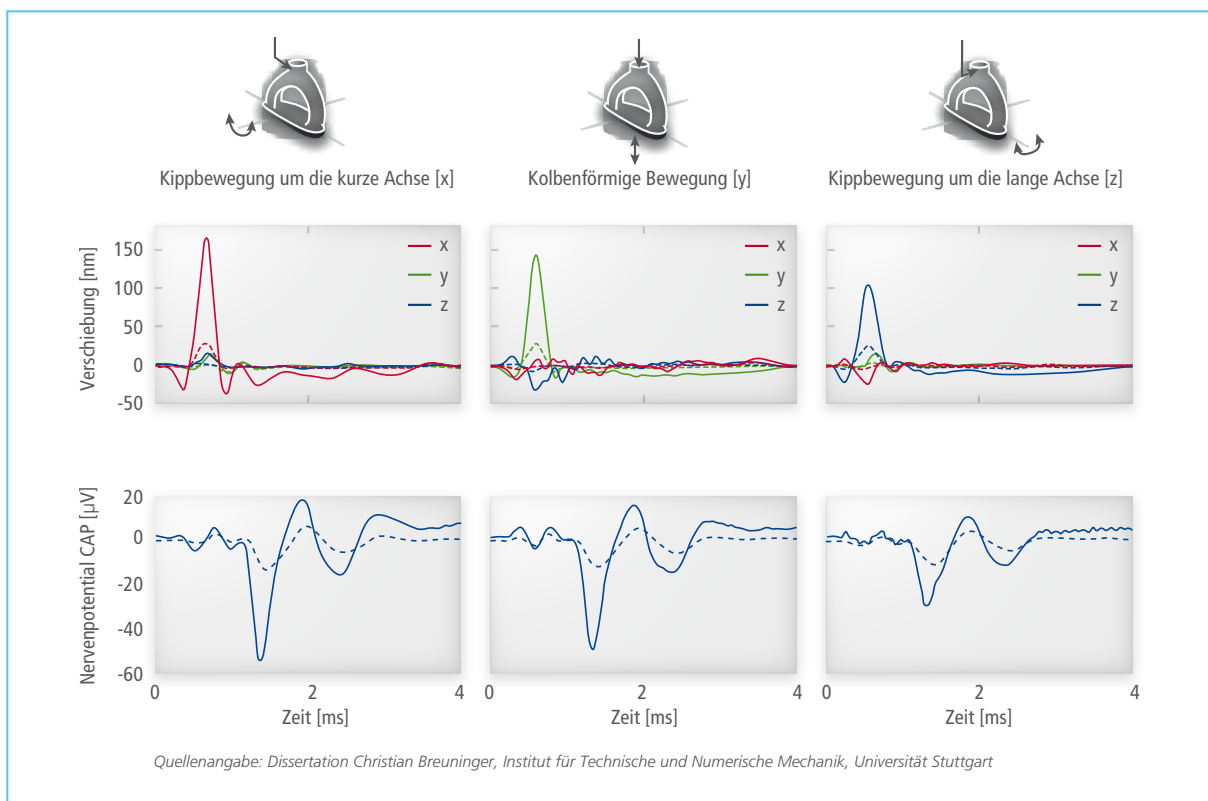 Kippbewegung um die kurze Achse [x]
Kolbenförmige Bewegung [y]
Kippbewegung um die lange Achse [z]
Verschiebung [nm]
150
100
50
0
-50
x
y
z
x
y
z
x
y
z
Nervenpotential CAP [µV]
20
0
-20
-40
-60
0 2 4
0 2 4
0 2 4
Zeit [ms]
Zeit [ms]
Zeit [ms]
Quellenangabe: Dissertation Christian Breuninger, Institut für Technische und Numerische Mechanik, Universität Stuttgart